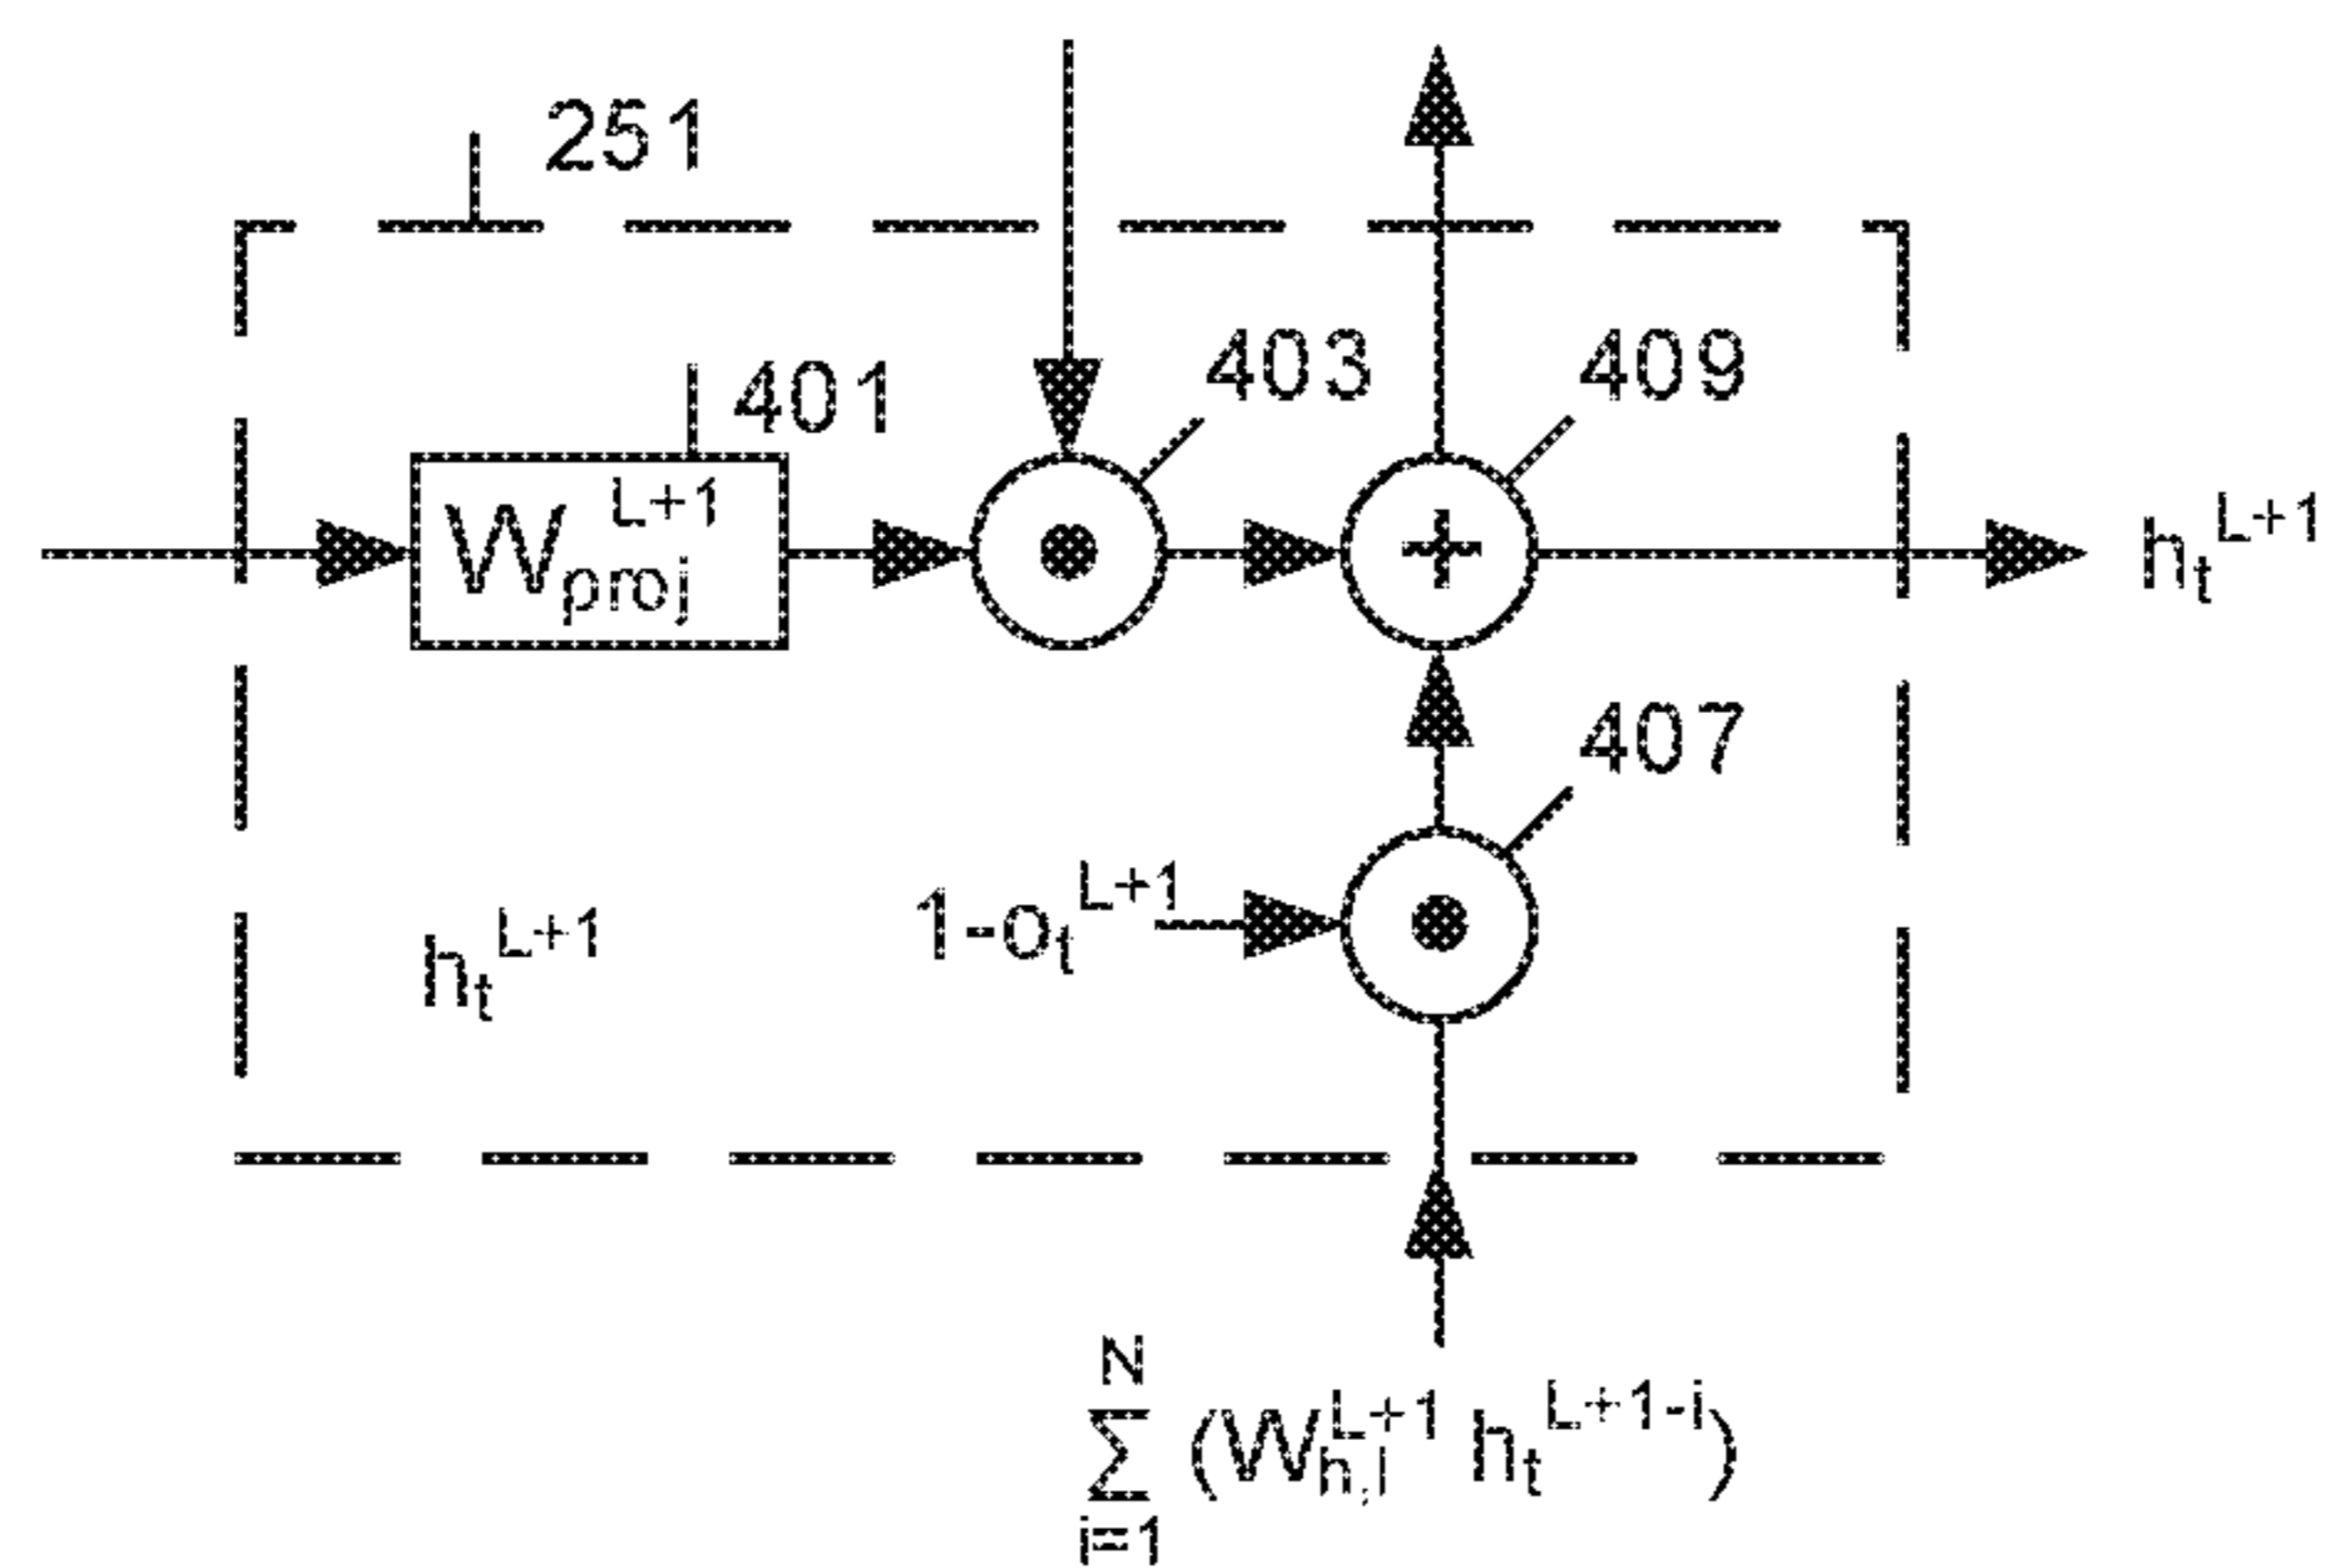 251
401
403
409
W_proj^L+1
+
h_t^L+1
407
1-o_t^L+1
h_t^L+1
N
∑ (W_h,i^L+1 h_t^L+1-i)
i=1